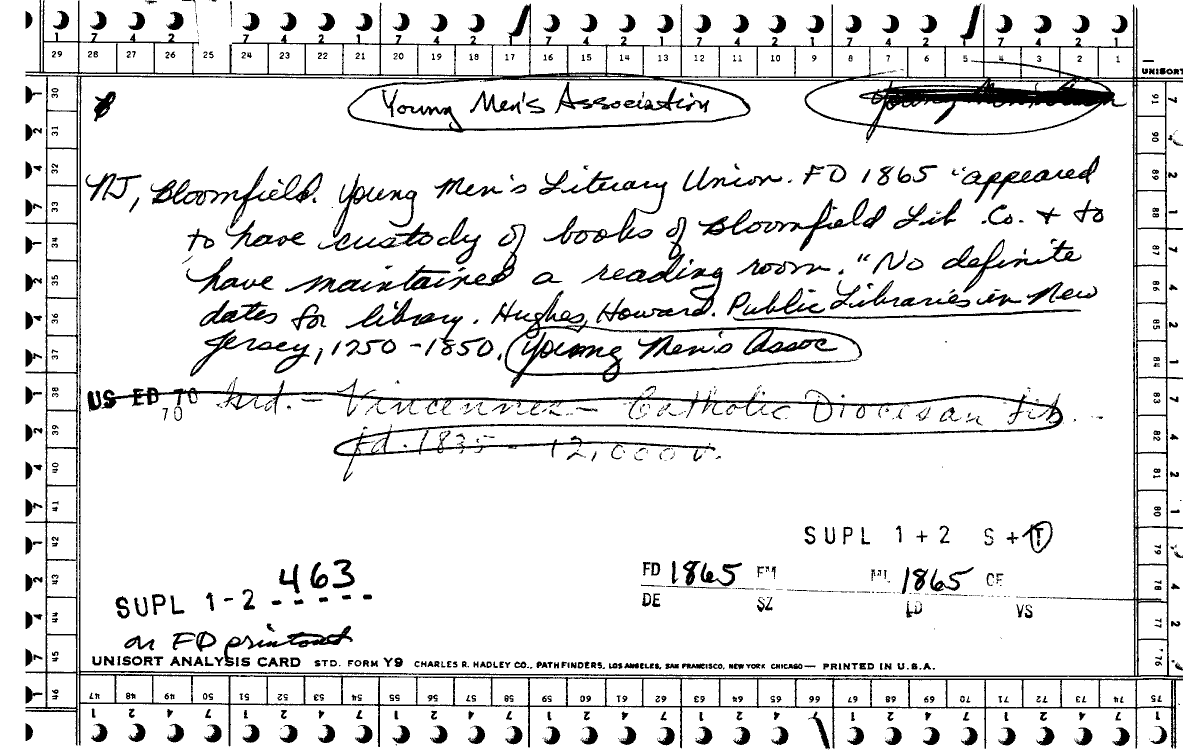 1 7 4 2 7 4 2 1 7 4 2 1 7 4 2 1 7 4 2 1 7 4 2 1
29 28 27 26 25 24 23 22 21 20 19 18 17 16 15 14 13 12 11 10 9 8 7 6 5 4 3 2 1
UNISORT
Young Men's Association
NJ, Bloomfield. Young Men's Literary Union. FD 1865 "appeared
to have custody of books of Bloomfield Lib. Co. + to
have maintained a reading room." No definite
dates for library. Hughes, Howard. Public Libraries in New
Jersey, 1750-1850. Young Men's Assoc
US ED 70 Ind. - Vincennes - Catholic Diocesan Lib.
70
fd. 1835 - 12,000 v.
SUPL 1 + 2 S + T
463
FD 1865 FM ML 1865 CE
SUPL 1-2 -----
DE SZ LD VS
on FD printout
UNISORT ANALYSIS CARD STD. FORM Y9 CHARLES R. HADLEY CO., PATHFINDERS, LOS ANGELES, SAN FRANCISCO, NEW YORK CHICAGO — PRINTED IN U.S.A.
30 31 32 33 34 35 36 37 38 39 40 41 42 43 44 45 46
91 90 89 88 87 86 85 84 83 82 81 80 79 78 77 76 75
47 48 49 50 51 52 53 54 55 56 57 58 59 60 61 62 63 64 65 66 67 68 69 70 71 72 73 74
1 2 4 7 1 2 4 7 1 2 4 7 1 2 4 7 1 2 4 7 1 2 4 7 1 2 4 7